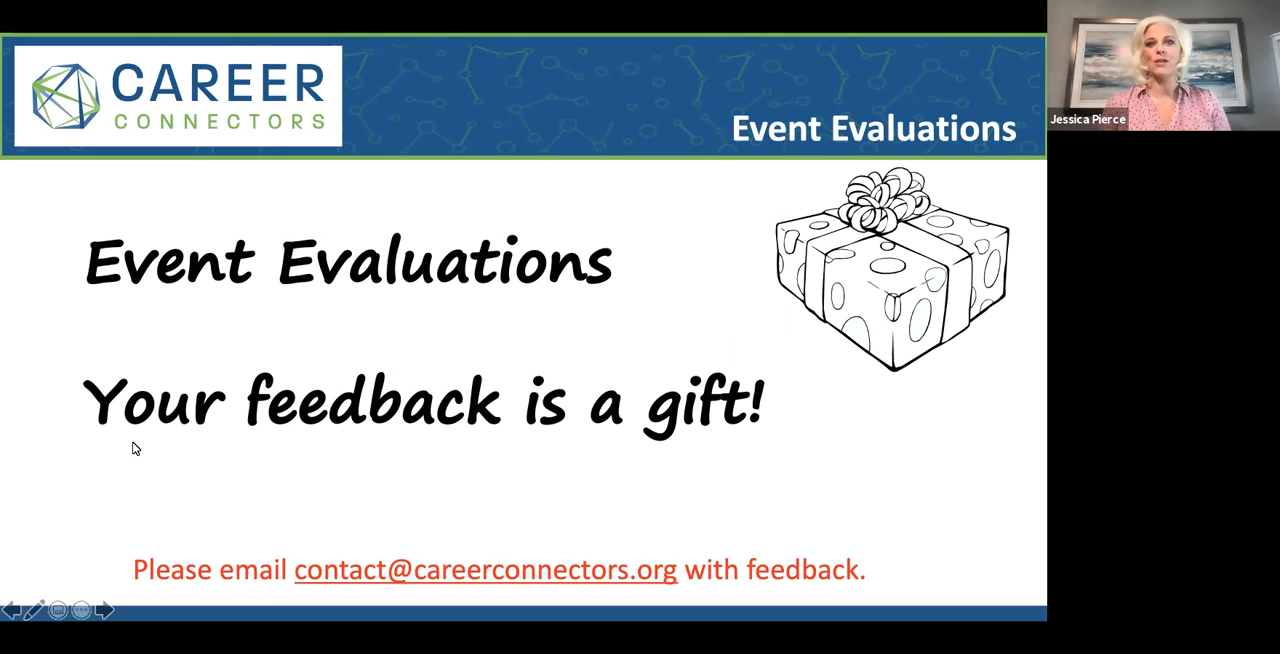 CAREER
CONNECTORS
Event Evaluations
Jessica Pierce
Event Evaluations
Your feedback is a gift!
Please email contact@careerconnectors.org with feedback.